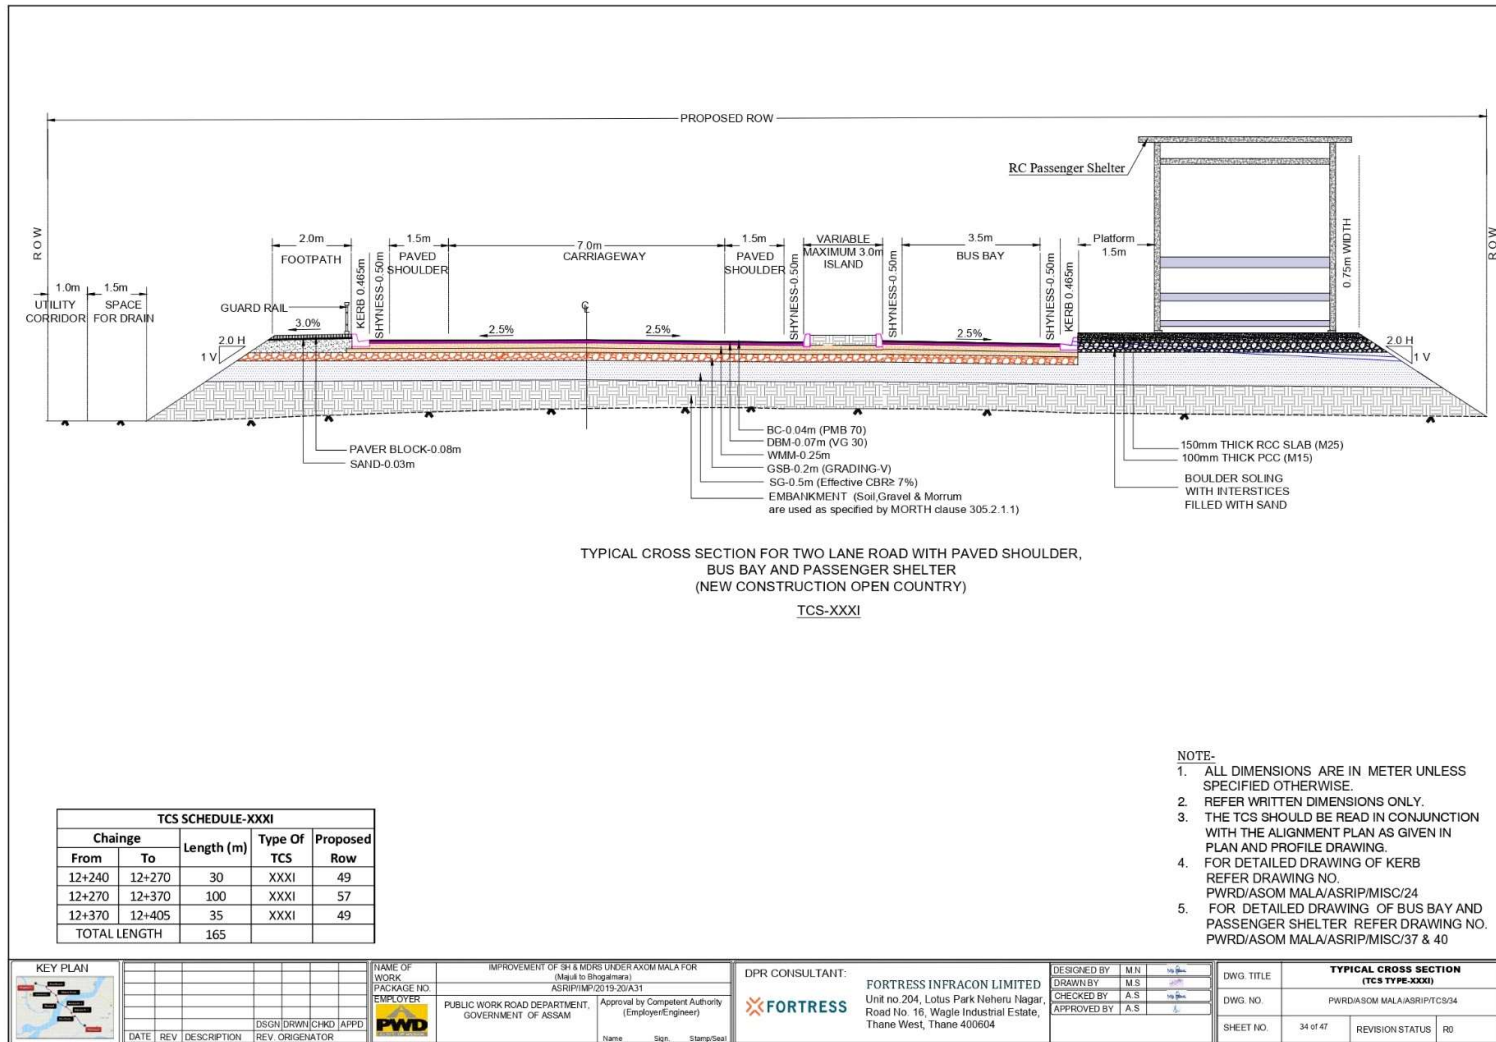 PROPOSED ROW
RC Passenger Shelter
ROW
ROW
2.0m
FOOTPATH
KERB 0.465m
SHYNESS-0.50m
1.5m
PAVED
SHOULDER
7.0m
CARRIAGEWAY
1.5m
PAVED
SHOULDER
SHYNESS-0.50m
VARIABLE
MAXIMUM 3.0m
ISLAND
SHYNESS-0.50m
3.5m
BUS BAY
SHYNESS-0.50m
KERB 0.465m
Platform
1.5m
0.75m WIDTH
1.0m
UTILITY
CORRIDOR
1.5m
SPACE
FOR DRAIN
GUARD RAIL
3.0%
2.5%
2.5%
2.5%
2.0 H
1 V
2.0 H
1 V
PAVER BLOCK-0.08m
SAND-0.03m
BC-0.04m (PMB 70)
DBM-0.07m (VG 30)
WMM-0.25m
GSB-0.2m (GRADING-V)
SG-0.5m (Effective CBR≥ 7%)
EMBANKMENT (Soil,Gravel & Morrum
are used as specified by MORTH clause 305.2.1.1)
150mm THICK RCC SLAB (M25)
100mm THICK PCC (M15)
BOULDER SOLING
WITH INTERSTICES
FILLED WITH SAND
TYPICAL CROSS SECTION FOR TWO LANE ROAD WITH PAVED SHOULDER,
BUS BAY AND PASSENGER SHELTER
(NEW CONSTRUCTION OPEN COUNTRY)
TCS-XXXI
NOTE-
1. ALL DIMENSIONS ARE IN METER UNLESS
SPECIFIED OTHERWISE.
2. REFER WRITTEN DIMENSIONS ONLY.
3. THE TCS SHOULD BE READ IN CONJUNCTION
WITH THE ALIGNMENT PLAN AS GIVEN IN
PLAN AND PROFILE DRAWING.
4. FOR DETAILED DRAWING OF KERB
REFER DRAWING NO.
PWRD/ASOM MALA/ASRIP/MISC/24
5. FOR DETAILED DRAWING OF BUS BAY AND
PASSENGER SHELTER REFER DRAWING NO.
PWRD/ASOM MALA/ASRIP/MISC/37 & 40
TCS SCHEDULE-XXXI
Chainge Length (m) Type Of TCS Proposed Row
From To
12+240 12+270 30 XXXI 49
12+270 12+370 100 XXXI 57
12+370 12+405 35 XXXI 49
TOTAL LENGTH 165
KEY PLAN
DSGN DRWN CHKD APPD
DATE REV DESCRIPTION REV. ORIGENATOR
NAME OF
WORK
IMPROVEMENT OF SH & MDRS UNDER AXOM MALA FOR
(Majuli to Bhogalmara)
PACKAGE NO. ASRIP/IMP/2019-20/A31
EMPLOYER
PWD
PUBLIC WORK ROAD DEPARTMENT,
GOVERNMENT OF ASSAM
Approval by Competent Authority
(Employer/Engineer)
Name Sign. Stamp/Seal
DPR CONSULTANT:
FORTRESS
FORTRESS INFRACON LIMITED
Unit no.204, Lotus Park Neheru Nagar,
Road No. 16, Wagle Industrial Estate,
Thane West, Thane 400604
DESIGNED BY M.N
DRAWN BY M.S
CHECKED BY A.S
APPROVED BY A.S
DWG. TITLE TYPICAL CROSS SECTION
(TCS TYPE-XXXI)
DWG. NO. PWRD/ASOM MALA/ASRIP/TCS/34
SHEET NO. 34 of 47 REVISION STATUS R0